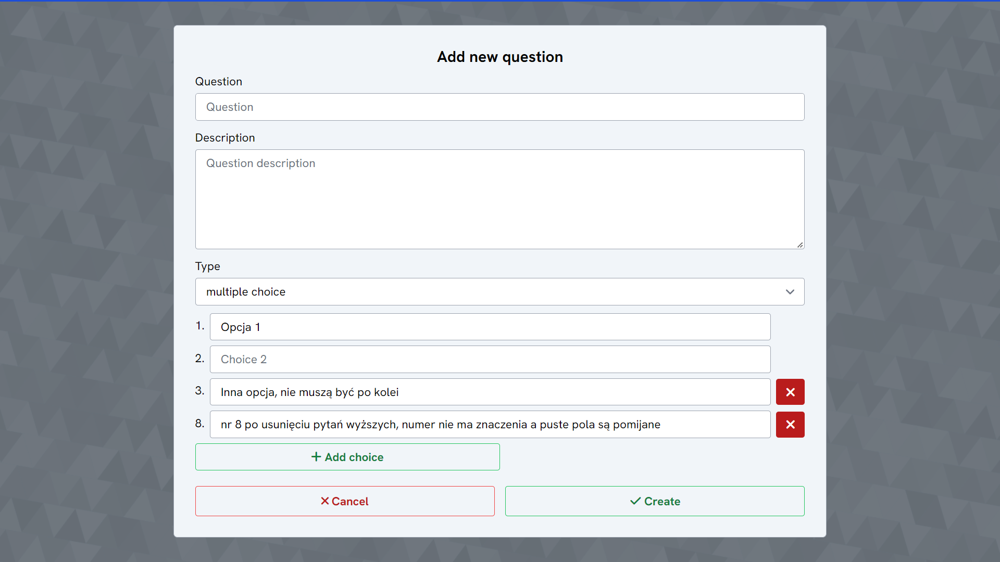 Add new question
Question
Question
Description
Question description
Type
multiple choice
1. Opcja 1
2. Choice 2
3. Inna opcja, nie muszą być po kolei
8. nr 8 po usunięciu pytań wyższych, numer nie ma znaczenia a puste pola są pomijane
Add choice
Cancel
Create